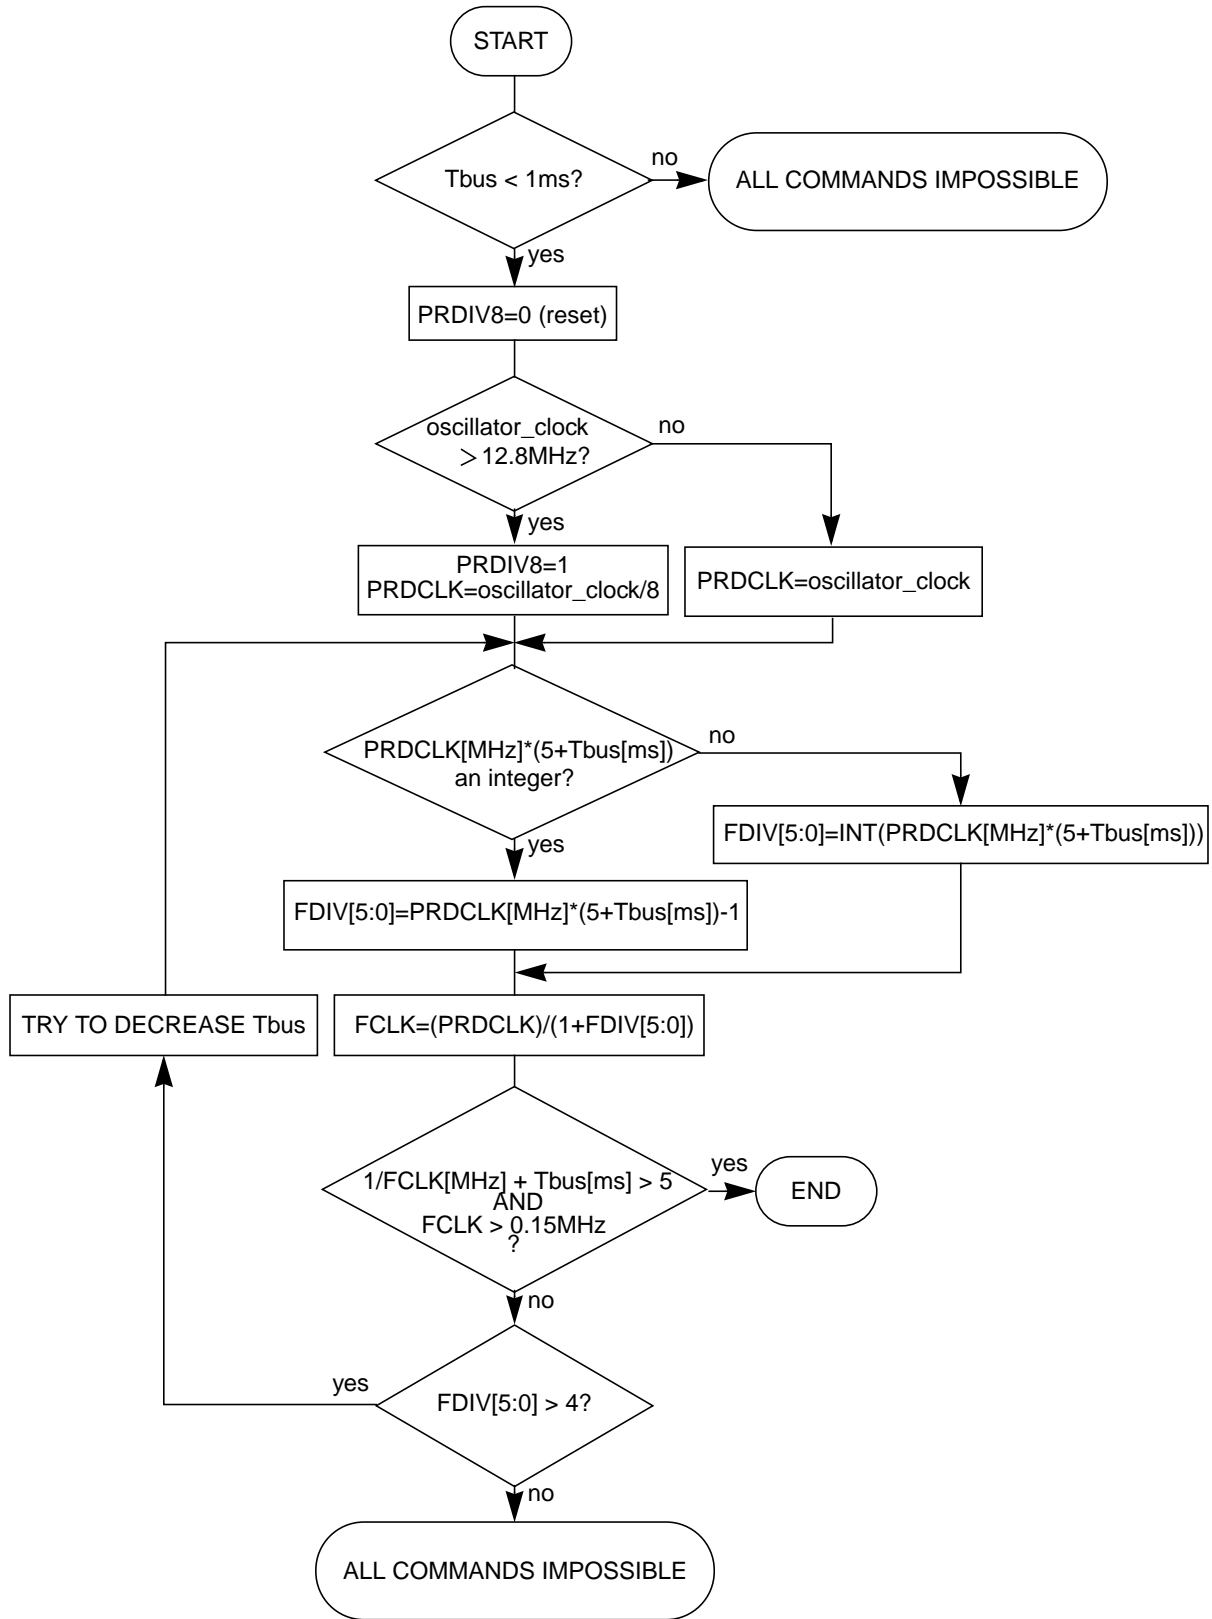 START
Tbus < 1ms?
no
ALL COMMANDS IMPOSSIBLE
yes
PRDIV8=0 (reset)
oscillator_clock
>12.8MHz?
no
yes
PRDIV8=1
PRDCLK=oscillator_clock/8
PRDCLK=oscillator_clock
PRDCLK[MHz]*(5+Tbus[ms])
an integer?
no
yes
FDIV[5:0]=INT(PRDCLK[MHz]*(5+Tbus[ms]))
FDIV[5:0]=PRDCLK[MHz]*(5+Tbus[ms])-1
TRY TO DECREASE Tbus
FCLK=(PRDCLK)/(1+FDIV[5:0])
1/FCLK[MHz] + Tbus[ms] > 5
AND
FCLK > 0.15MHz
?
yes
END
no
FDIV[5:0] > 4?
yes
no
ALL COMMANDS IMPOSSIBLE